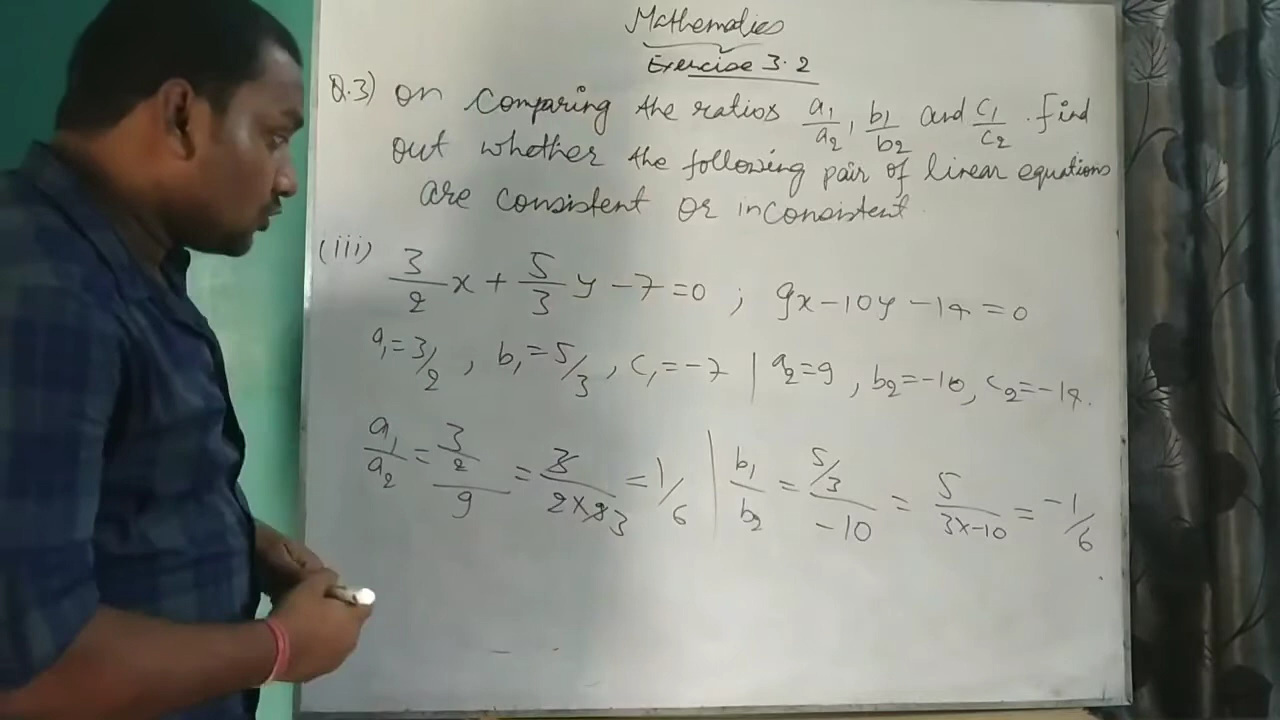 Mathematics
Exercise 3.2
Q.3) On Comparing the ratios a1/a2, b1/b2 and c1/c2. find
out whether the following pair of linear equations
are consistent or inconsistent.
(iii) 3/2 x + 5/3 y - 7 = 0 ; 9x - 10y - 14 = 0
a1 = 3/2, b1 = 5/3, c1 = -7 | a2 = 9, b2 = -10, c2 = -14.
a1/a2 = 3/2/9 = 3/2×9 3 = 1/6 | b1/b2 = 5/3/-10 = 5/3×-10 = -1/6